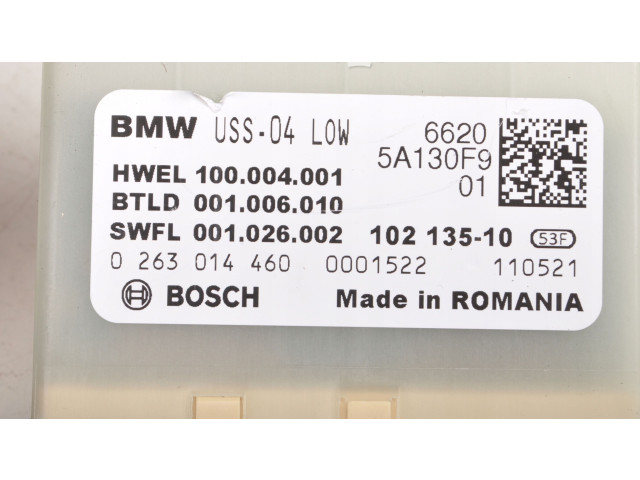 BMW USS-04 LOW 6620
5A130F9
HWEL 100.004.001 01
BTLD 001.006.010
SWFL 001.026.002 102 135-10 53F
0 263 014 460 0001522 110521
BOSCH Made in ROMANIA